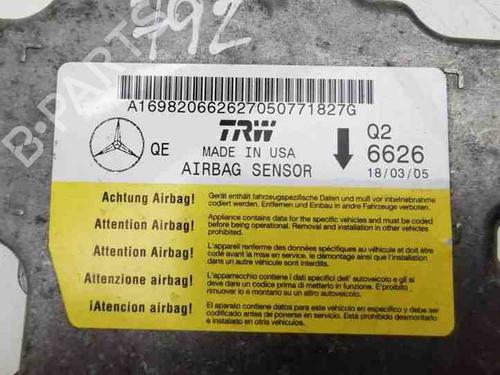 B-PARTS
792
A1698206626270507718 27G
TRW
QE
MADE IN USA
AIRBAG SENSOR
Q2
6626
18/03/05
Achtung Airbag!
Gerät enthält fahrzeugspezifische Daten und muß vor inbetriebnahme
codiert werden. Entfernen und Einbau in andre Fahrzeuge verboten.
Attention Airbag!
Appliance contains data for the specific vehicles and must be coded
before being operational. Removal and installation in other vehicles
prohibited.
Attention Airbag!
L'appareil renferme des données spécifiques au véhicule et doit être
codé avant la mise en service. le démontage ainsi que l'installation
dans un autre véhicule sont interdits.
Attenzione airbag!
L'apparecchio contiene i dati specifici dell' autoveicolo e gli si
deve dare un codice prima di metterlo in funzione. E'proibito
rimuoverlo e montarlo su di un altro autoveicolo.
¡Atencion airbag!
El aparato contiene datos para este vehículo en especifico y debe ser
codificado antes de ponerse en servicio. Está prohibido desmontarlo
e instalarlo en otro vehículo.